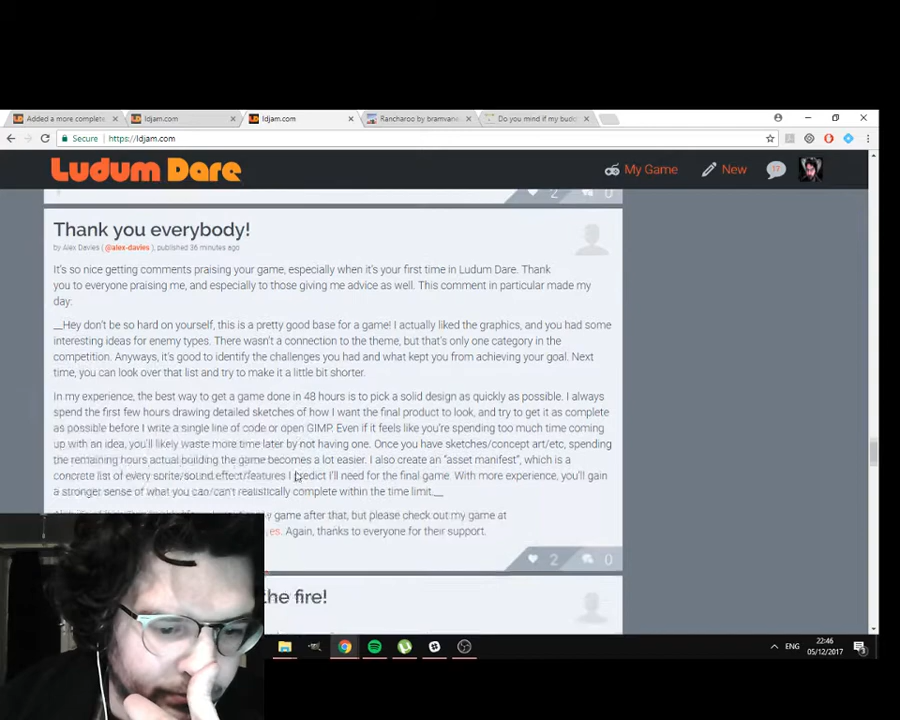 Added a more complete
ldjam.com
ldjam.com
Rancharoo by bramvane
Do you mind if my bud
Secure
https://ldjam.com
LUDUM DARE
My Game
New
17
2 0
Thank you everybody!
by Alex Davies ( @alex-davies ), published 36 minutes ago
It's so nice getting comments praising your game, especially when it's your first time in Ludum Dare. Thank
you to everyone praising me, and especially to those giving me advice as well. This comment in particular made my
day.
__Hey don't be so hard on yourself, this is a pretty good base for a game! I actually liked the graphics, and you had some
interesting ideas for enemy types. There wasn't a connection to the theme, but that's only one category in the
competition. Anyways, it's good to identify the challenges you had and what kept you from achieving your goal. Next
time, you can look over that list and try to make it a little bit shorter.
In my experience, the best way to get a game done in 48 hours is to pick a solid design as quickly as possible. I always
spend the first few hours drawing detailed sketches of how I want the final product to look, and try to get it as complete
as possible before I write a single line of code or open GIMP. Even if it feels like you're spending too much time coming
up with an idea, you'll likely waste more time later by not having one. Once you have sketches/concept art/etc, spending
the remaining hours actual building the game becomes a lot easier. I also create an "asset manifest", which is a
concrete list of every sprite/sound effect/features I predict I'll need for the final game. With more experience, you'll gain
a stronger sense of what you can/can't realistically complete within the time limit.__
game after that, but please check out my game at
es. Again, thanks to everyone for their support.
2 0
the fire!
ENG
22:46
05/12/2017